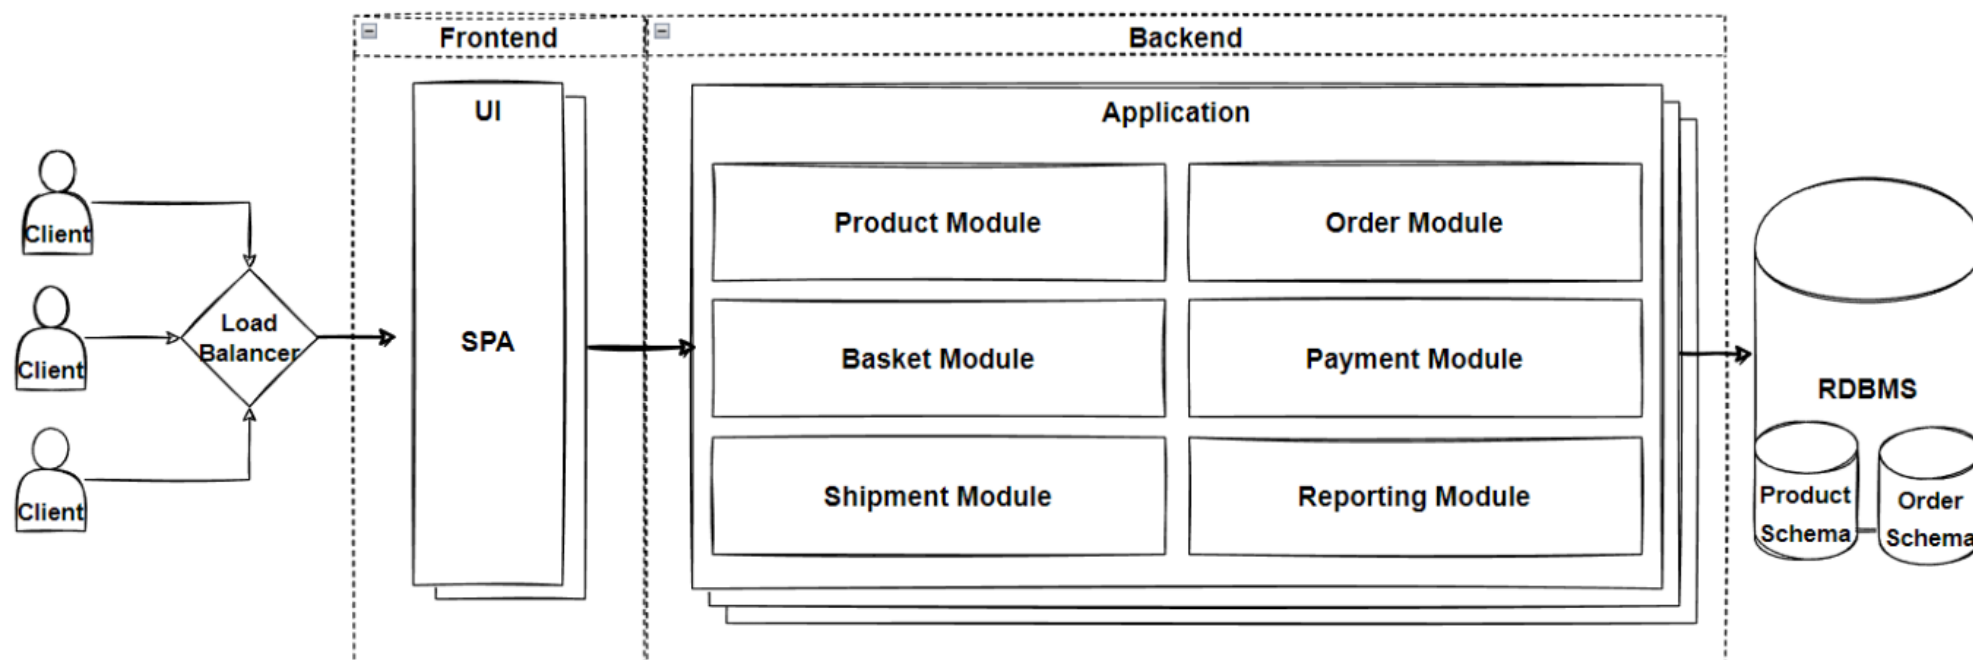 Frontend
Backend
UI
SPA
Application
Product Module
Order Module
Basket Module
Payment Module
Shipment Module
Reporting Module
Client
Client
Client
Load
Balancer
RDBMS
Product
Schema
Order
Schema